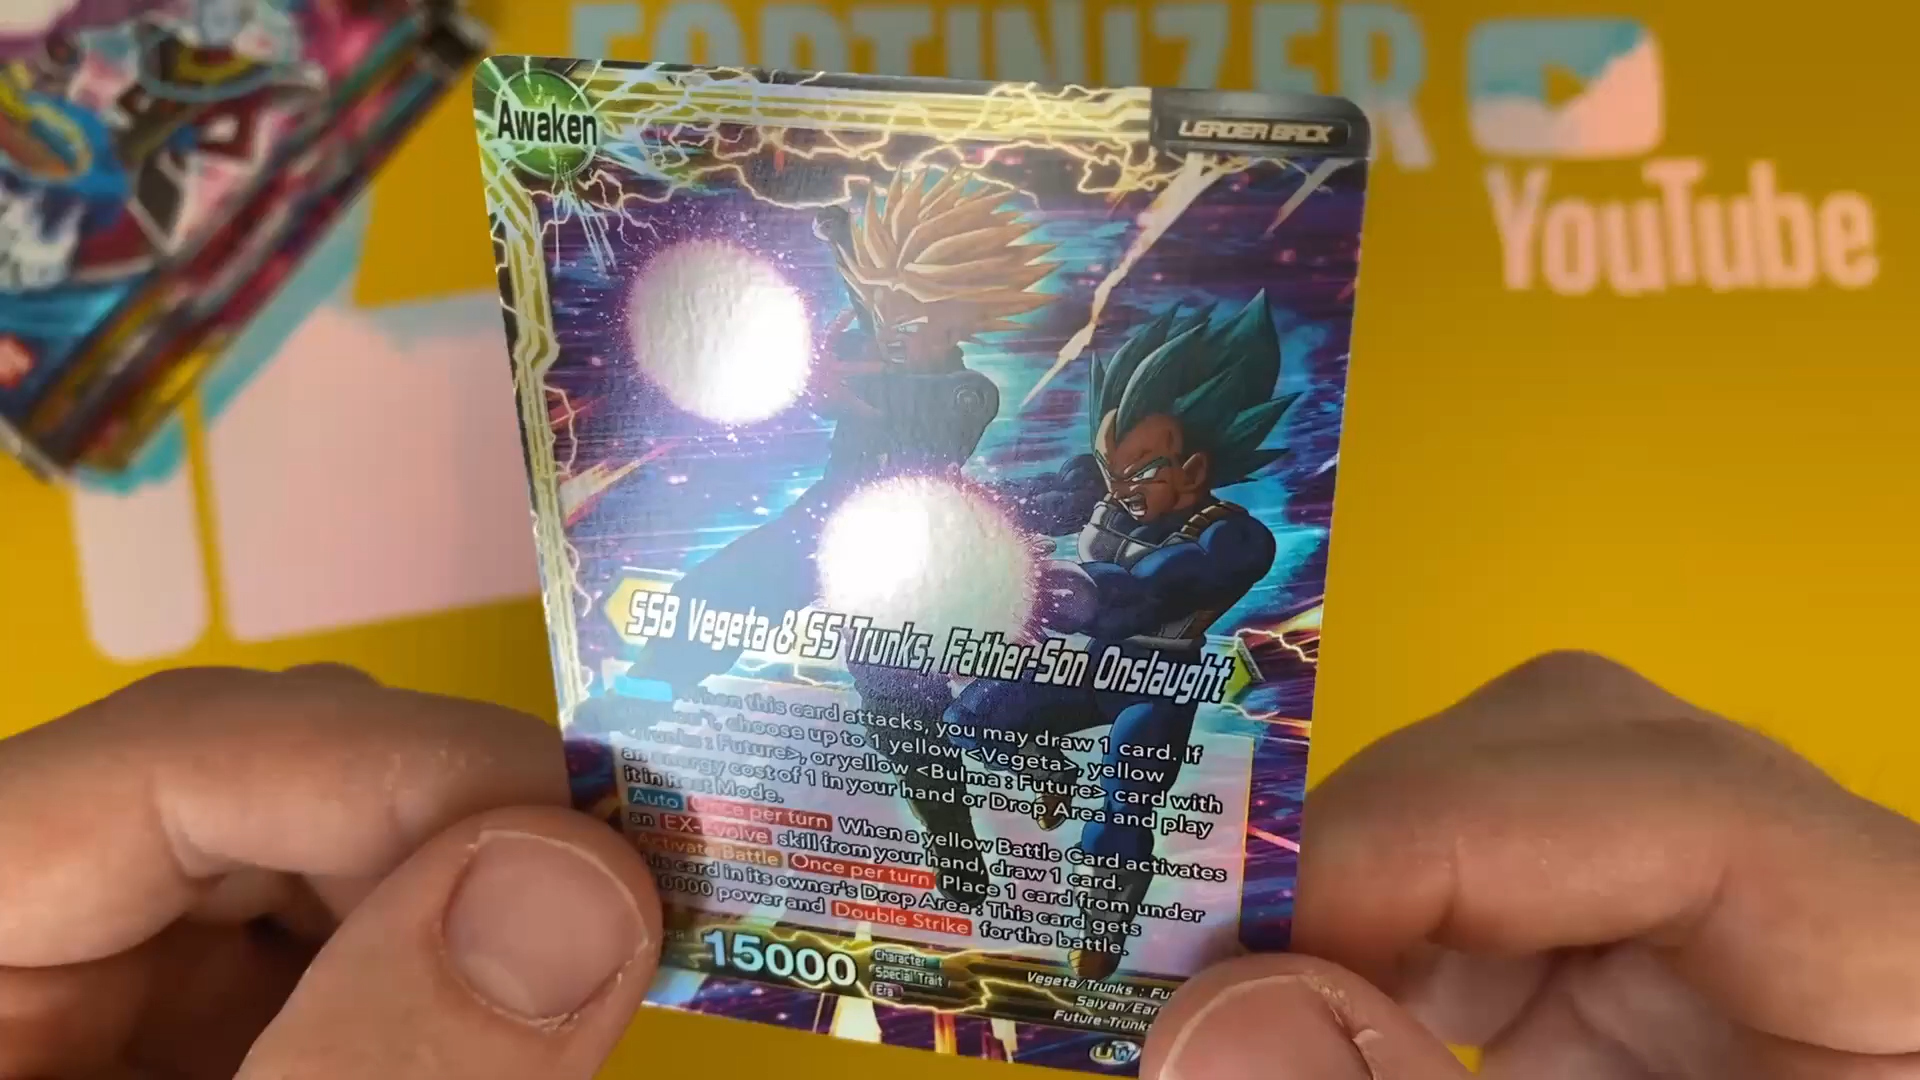 FORTINIZER
YouTube
Awaken
LEADER BACK
SSB Vegeta & SS Trunks, Father-Son Onslaught
When this card attacks, you may draw 1 card. If
choose up to 1 yellow <Vegeta>, yellow
<Trunks : Future>, or yellow <Bulma : Future> card with
an energy cost of 1 in your hand or Drop Area and play
it in Rest Mode.
Auto Once per turn When a yellow Battle Card activates
an EX-Evolve skill from your hand, draw 1 card.
Activate Battle Once per turn Place 1 card from under
this card in its owner's Drop Area : This card gets
power and Double Strike for the battle.
15000
Character
Special Trait
Era
Vegeta/Trunks : Fu
Saiyan/Ear
Future Trunks
UW